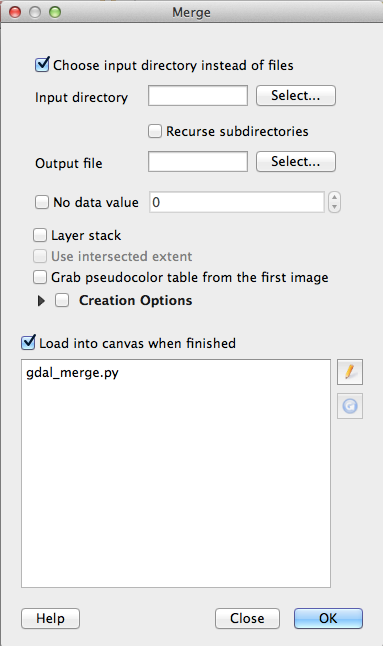 Merge
Choose input directory instead of files
Input directory Select...
Recurse subdirectories
Output file Select...
No data value 0
Layer stack
Use intersected extent
Grab pseudocolor table from the first image
Creation Options
Load into canvas when finished
gdal_merge.py
Help Close OK